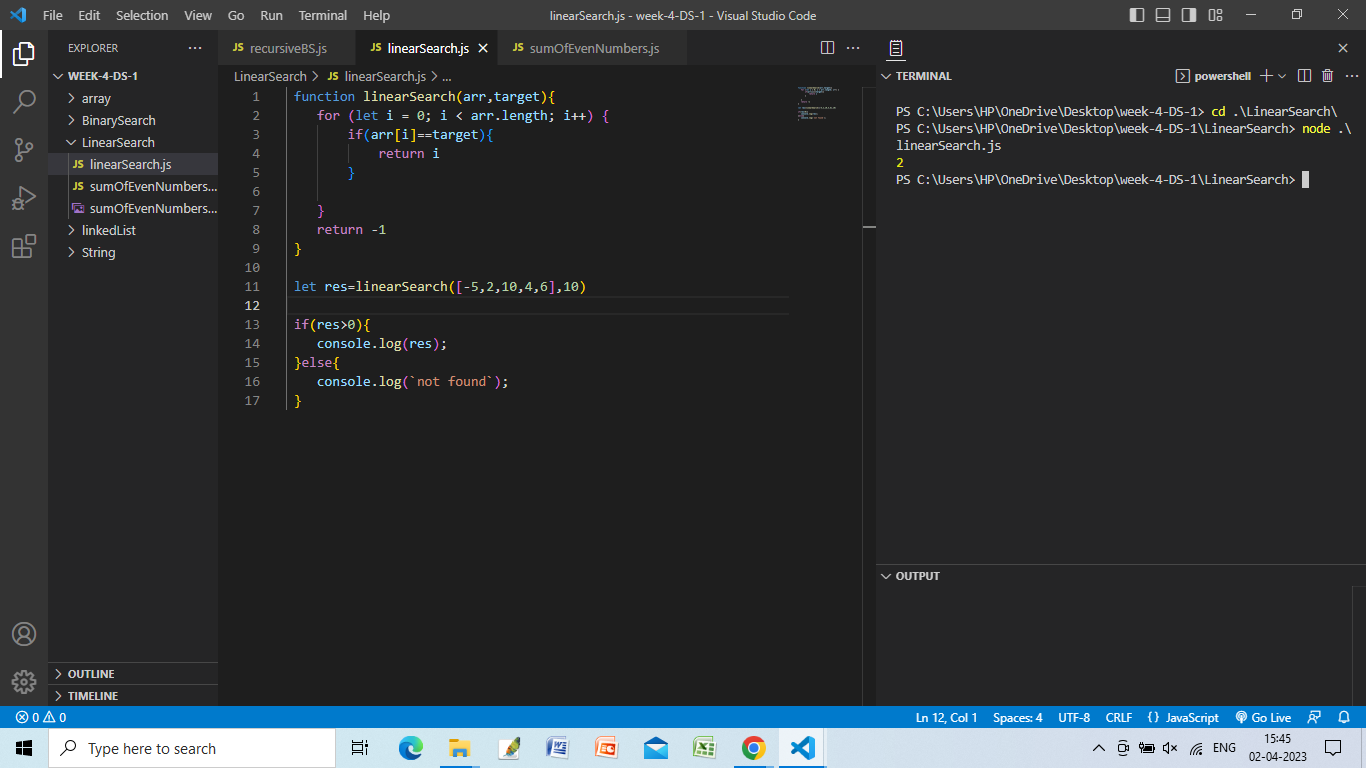 File Edit Selection View Go Run Terminal Help
linearSearch.js - week-4-DS-1 - Visual Studio Code
EXPLORER ...
WEEK-4-DS-1
array
BinarySearch
LinearSearch
JS linearSearch.js
JS sumOfEvenNumbers...
sumOfEvenNumbers...
linkedList
String
OUTLINE
TIMELINE
JS recursiveBS.js
JS linearSearch.js
JS sumOfEvenNumbers.js
LinearSearch > JS linearSearch.js > ...
1 function linearSearch(arr,target){
2 for (let i = 0; i < arr.length; i++) {
3 if(arr[i]==target){
4 return i
5 }
6
7 }
8 return -1
9 }
10
11 let res=linearSearch([-5,2,10,4,6],10)
12
13 if(res>0){
14 console.log(res);
15 }else{
16 console.log(`not found`);
17 }
TERMINAL
powershell
PS C:\Users\HP\OneDrive\Desktop\week-4-DS-1> cd .\LinearSearch\
PS C:\Users\HP\OneDrive\Desktop\week-4-DS-1\LinearSearch> node .\
linearSearch.js
2
PS C:\Users\HP\OneDrive\Desktop\week-4-DS-1\LinearSearch>
OUTPUT
0 0
Ln 12, Col 1 Spaces: 4 UTF-8 CRLF {} JavaScript Go Live
Type here to search
ENG
15:45
02-04-2023